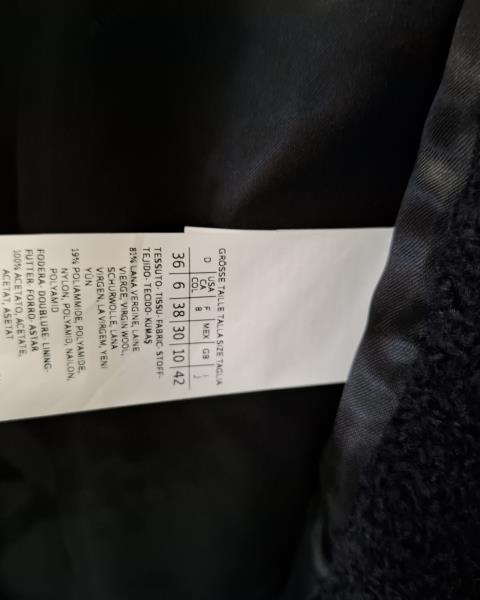 GRÖSSE TAILLE TALLA SIZE TAGLIA
D USA CA COL F B MEX GB I J
36 6 38 30 10 42
TESSUTO- TISSU- FABRIC- STOFF-
TEJIDO- TECIDO- KUMAŞ
81% LANA VERGINE, LAINE
VIERGE, VIRGIN WOOL,
SCHURWOLLE, LANA
VIRGEN, LA VIRGEM, YENI
YÜN
19% POLIAMMIDE, POLYAMIDE,
NYLON, POLYAMID, NAILON,
POLYAMID
FODERA- DOUBLURE- LINING-
FUTTER- FORRO- ASTAR
100% ACETATO, ACETATE,
ACETAT, ASETAT